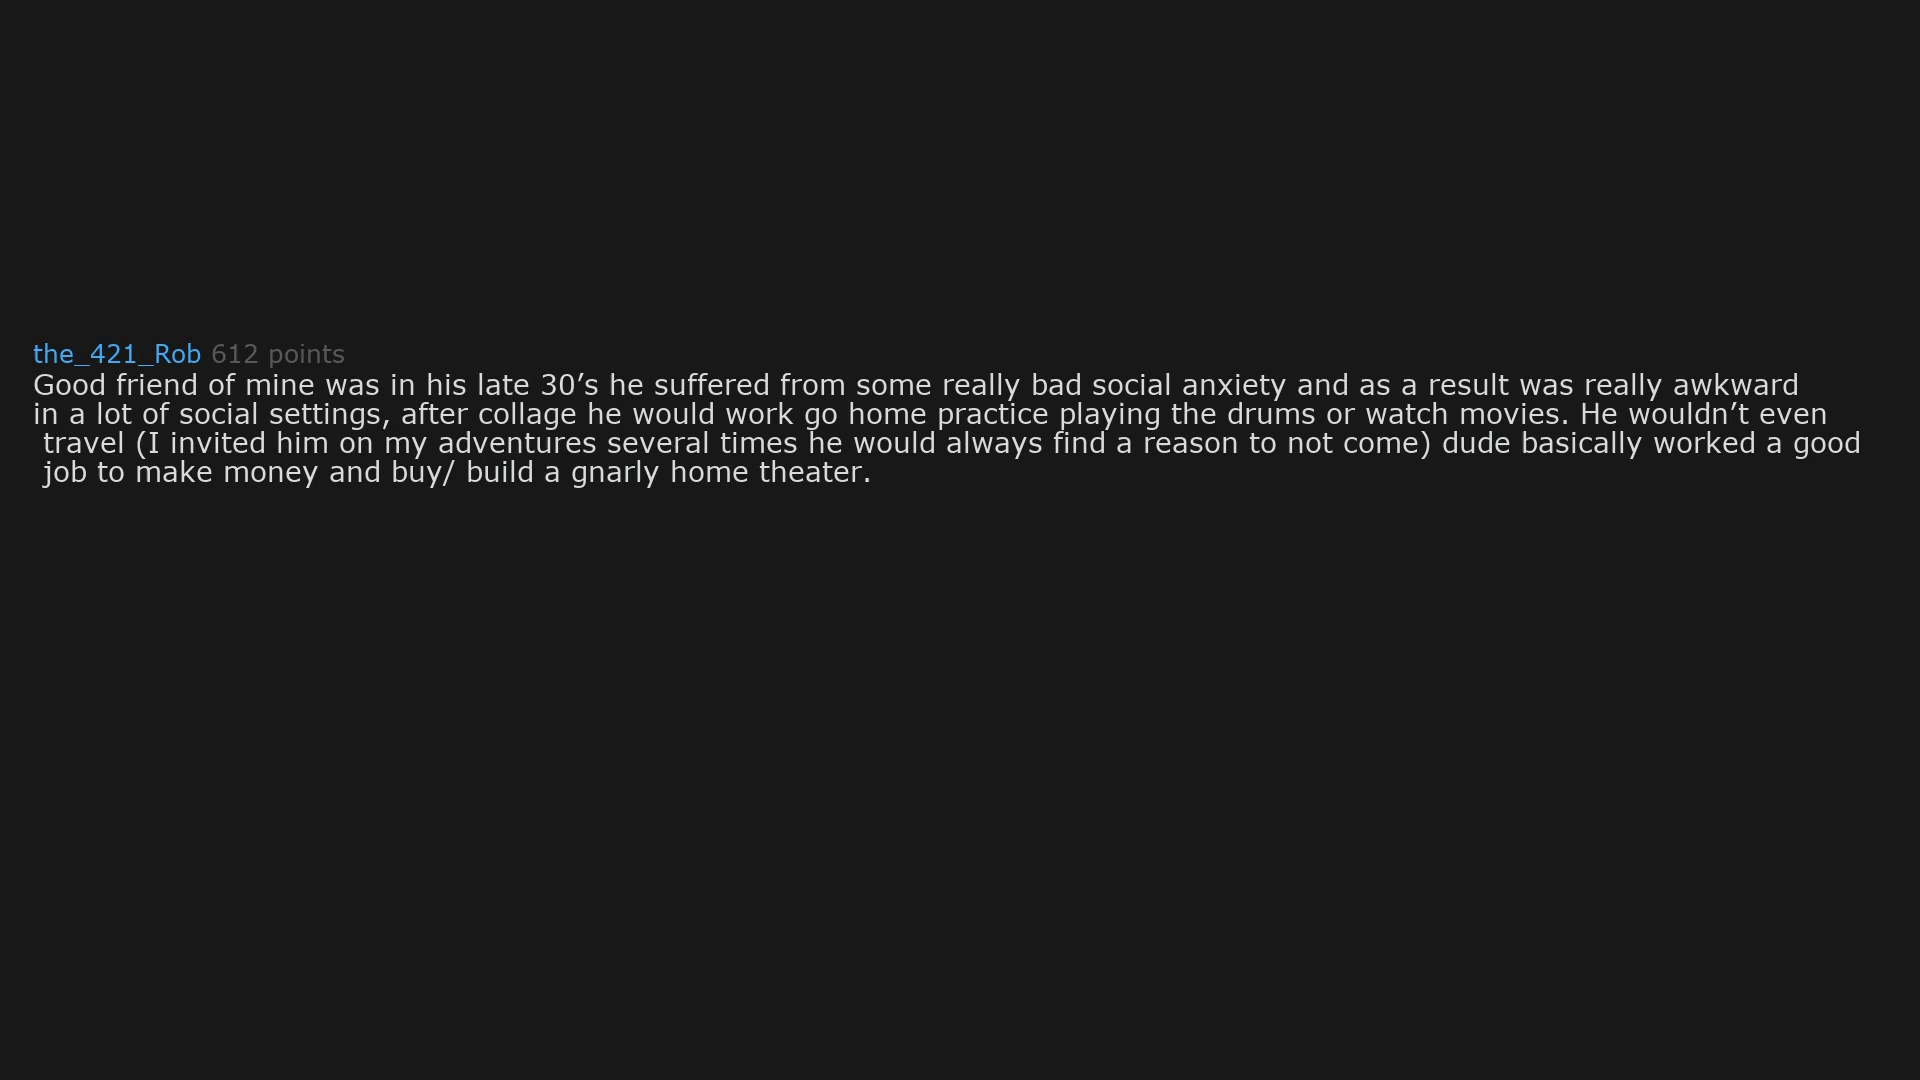 the_421_Rob 612 points
Good friend of mine was in his late 30’s he suffered from some really bad social anxiety and as a result was really awkward
in a lot of social settings, after collage he would work go home practice playing the drums or watch movies. He wouldn’t even
travel (I invited him on my adventures several times he would always find a reason to not come) dude basically worked a good
job to make money and buy/ build a gnarly home theater.